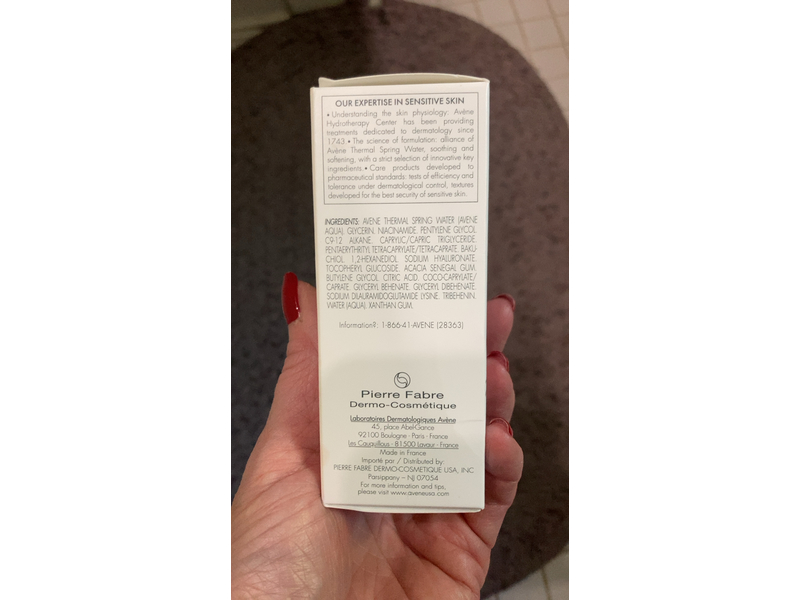 OUR EXPERTISE IN SENSITIVE SKIN
• Understanding the skin physiology: Avène
Hydrotherapy Center has been providing
treatments dedicated to dermatology since
1743. • The science of formulation: alliance of
Avène Thermal Spring Water, soothing and
softening, with a strict selection of innovative key
ingredients. • Care products developed to
pharmaceutical standards: tests of efficiency and
tolerance under dermatological control, textures
developed for the best security of sensitive skin.
INGREDIENTS: AVENE THERMAL SPRING WATER (AVENE
AQUA). GLYCERIN. NIACINAMIDE. PENTYLENE GLYCOL.
C9-12 ALKANE. CAPRYLIC/CAPRIC TRIGLYCERIDE.
PENTAERYTHRITYL TETRACAPRYLATE/TETRACAPRATE. BAKU-
CHIOL. 1,2-HEXANEDIOL. SODIUM HYALURONATE.
TOCOPHERYL GLUCOSIDE. ACACIA SENEGAL GUM.
BUTYLENE GLYCOL. CITRIC ACID. COCO-CAPRYLATE/
CAPRATE. GLYCERYL BEHENATE. GLYCERYL DIBEHENATE.
SODIUM DILAURAMIDOGLUTAMIDE LYSINE. TRIBEHENIN.
WATER (AQUA). XANTHAN GUM.
Information?: 1-866-41-AVENE (28363)
Pierre Fabre
Dermo-Cosmétique
Laboratoires Dermatologiques Avène
45, place Abel-Gance
92100 Boulogne - Paris - France
Les Cauquillous - 81500 Lavaur - France
Made in France
Importé par / Distributed by:
PIERRE FABRE DERMO-COSMETIQUE USA, INC
Parsippany – NJ 07054
For more information and tips,
please visit www.aveneusa.com